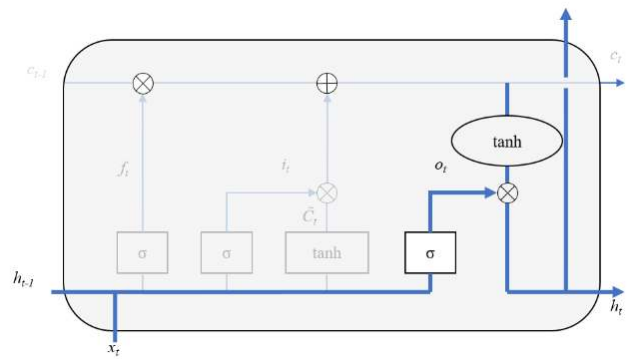 c_{t-1} c_t
tanh
f_t i_t o_t
C̃_t
σ σ tanh σ
h_{t-1}
h_t
x_t